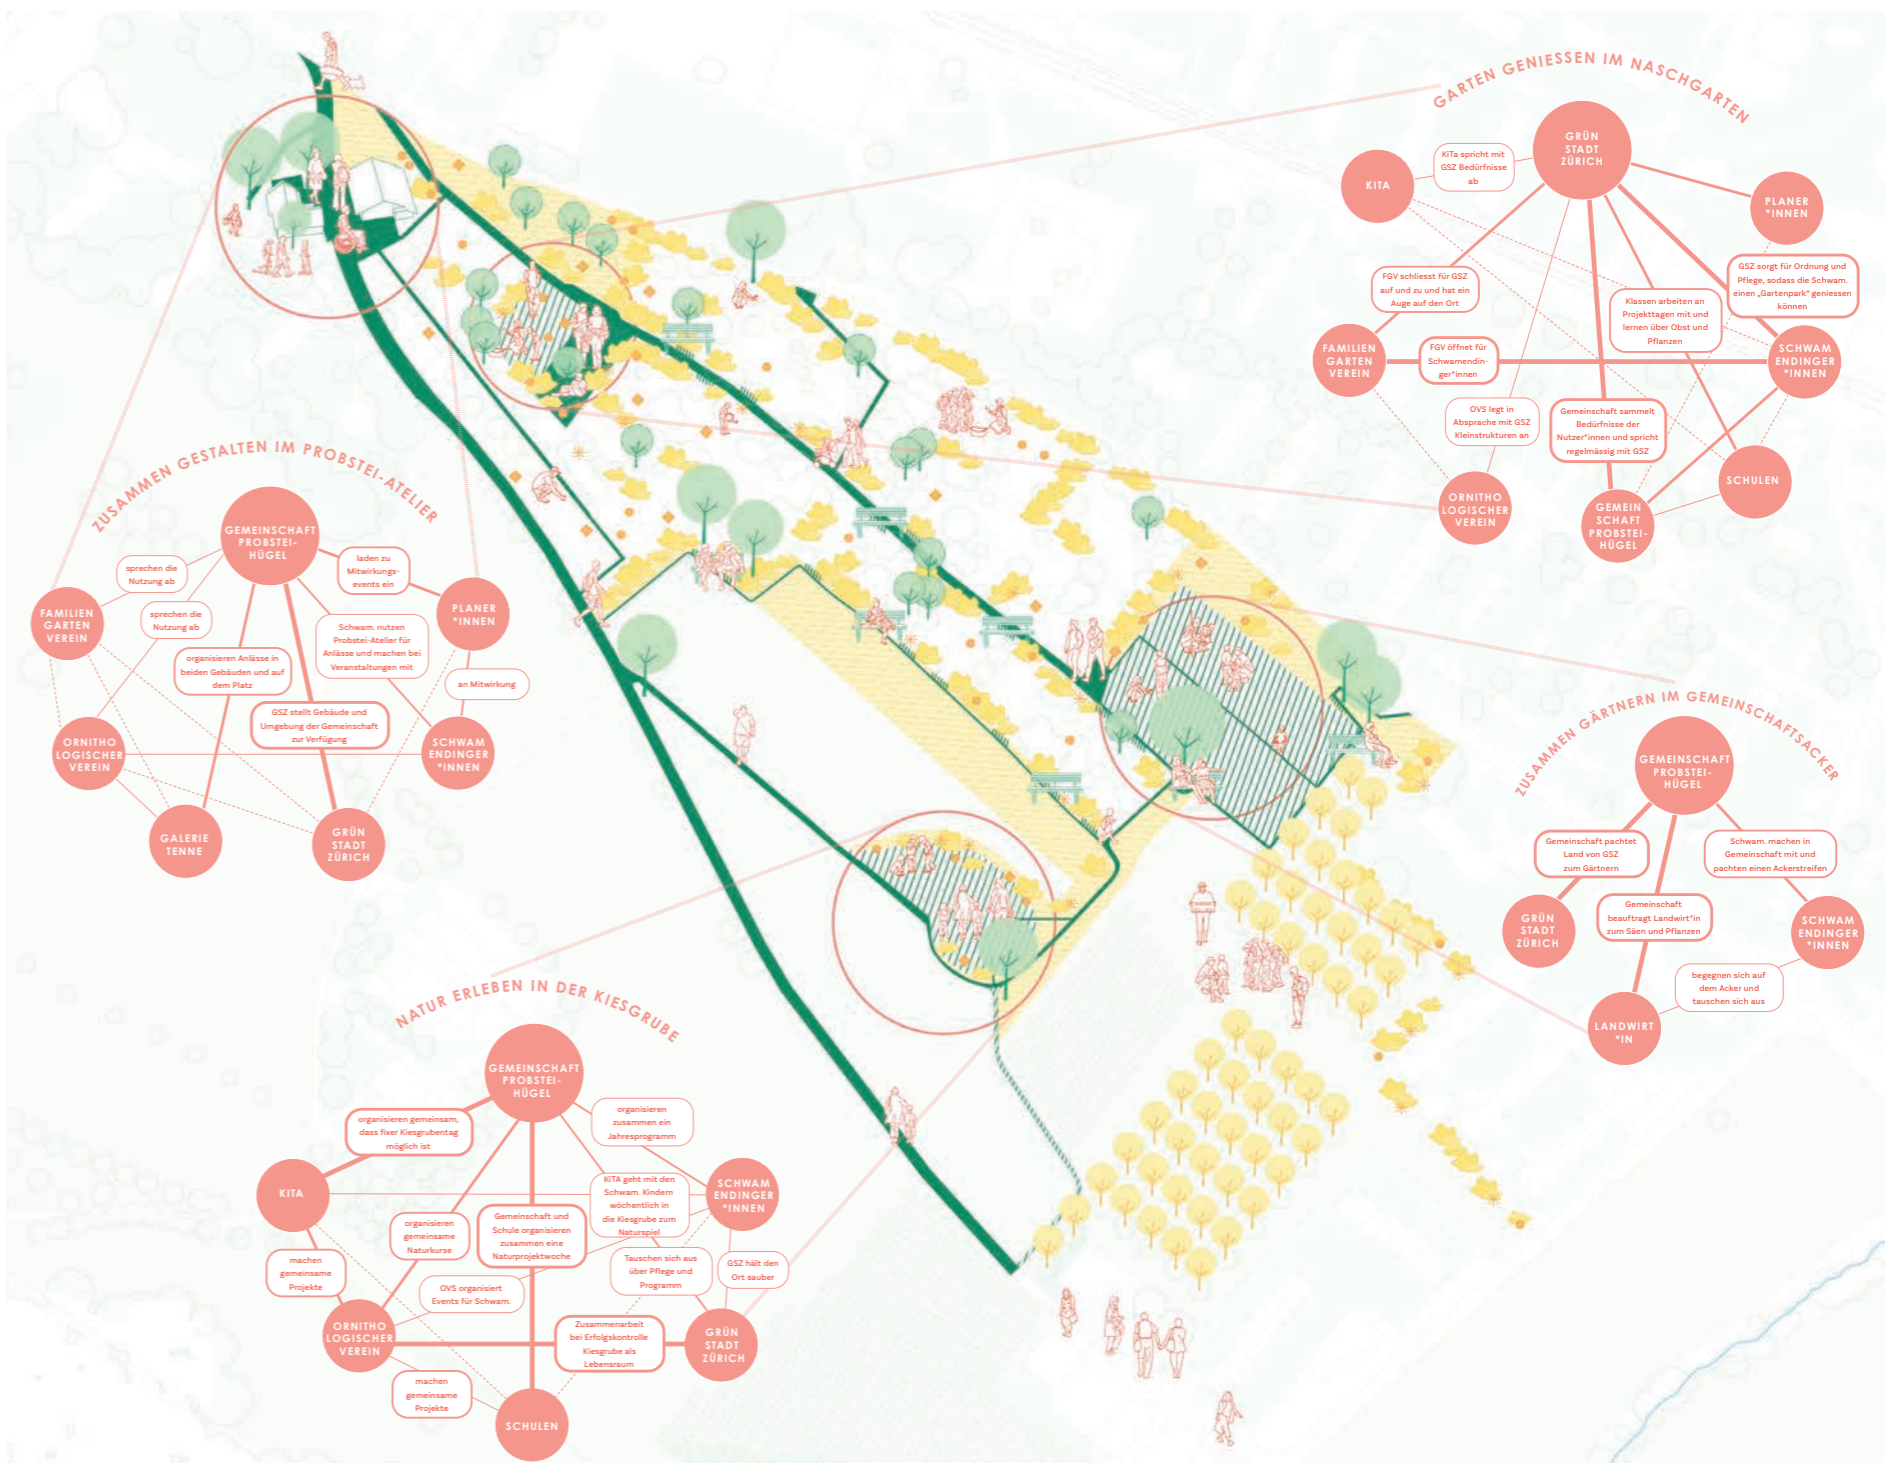 GARTEN GENIESSEN IM NASCHGARTEN
GRÜN
STADT
ZÜRICH
KITA
KiTa spricht mit
GSZ Bedürfnisse
ab
PLANER
*INNEN
FGV schliesst für GSZ
auf und zu und hat ein
Auge auf den Ort
GSZ sorgt für Ordnung und
Pflege, sodass die Schwam.
einen „Gartenpark" geniessen
können
Klassen arbeiten an
Projekttagen mit und
lernen über Obst und
Pflanzen
FAMILIEN
GARTEN
VEREIN
FGV öffnet für
Schwamendin-
ger*innen
SCHWAM
ENDINGER
*INNEN
OVS legt in
Absprache mit GSZ
Kleinstrukturen an
Gemeinschaft sammelt
Bedürfnisse der
Nutzer*innen und spricht
regelmässig mit GSZ
SCHULEN
ORNITHO
LOGISCHER
VEREIN
GEMEIN
SCHAFT
PROBSTEI-
HÜGEL
ZUSAMMEN GESTALTEN IM PROBSTEI-ATELIER
GEMEINSCHAFT
PROBSTEI-
HÜGEL
sprechen die
Nutzung ab
laden zu
Mitwirkungs-
events ein
FAMILIEN
GARTEN
VEREIN
sprechen die
Nutzung ab
PLANER
*INNEN
Schwam. nutzen
Probstei-Atelier für
Anlässe und machen bei
Veranstaltungen mit
organisieren Anlässe in
beiden Gebäuden und auf
dem Platz
an Mitwirkung
GSZ stellt Gebäude und
Umgebung der Gemeinschaft
zur Verfügung
ORNITHO
LOGISCHER
VEREIN
SCHWAM
ENDINGER
*INNEN
GALERIE
TENNE
GRÜN
STADT
ZÜRICH
ZUSAMMEN GÄRTNERN IM GEMEINSCHAFTSACKER
GEMEINSCHAFT
PROBSTEI-
HÜGEL
Gemeinschaft pachtet
Land von GSZ
zum Gärtnern
Schwam. machen in
Gemeinschaft mit und
pachten einen Ackerstreifen
Gemeinschaft
beauftragt Landwirt*in
zum Säen und Pflanzen
GRÜN
STADT
ZÜRICH
SCHWAM
ENDINGER
*INNEN
begegnen sich auf
dem Acker und
tauschen sich aus
LANDWIRT
*IN
NATUR ERLEBEN IN DER KIESGRUBE
GEMEINSCHAFT
PROBSTEI-
HÜGEL
organisieren gemeinsam,
dass fixer Kiesgrubentag
möglich ist
organisieren
zusammen ein
Jahresprogramm
KITA
KiTA geht mit den
Schwam. Kindern
wöchentlich in
die Kiesgrube zum
Naturspiel
SCHWAM
ENDINGER
*INNEN
organisieren
gemeinsame
Naturkurse
Gemeinschaft und
Schule organisieren
zusammen eine
Naturprojektwoche
machen
gemeinsame
Projekte
Tauschen sich aus
über Pflege und
Programm
GSZ hält den
Ort sauber
OVS organisiert
Events für Schwam.
ORNITHO
LOGISCHER
VEREIN
Zusammenarbeit
bei Erfolgskontrolle
Kiesgrube als
Lebensraum
GRÜN
STADT
ZÜRICH
machen
gemeinsame
Projekte
SCHULEN